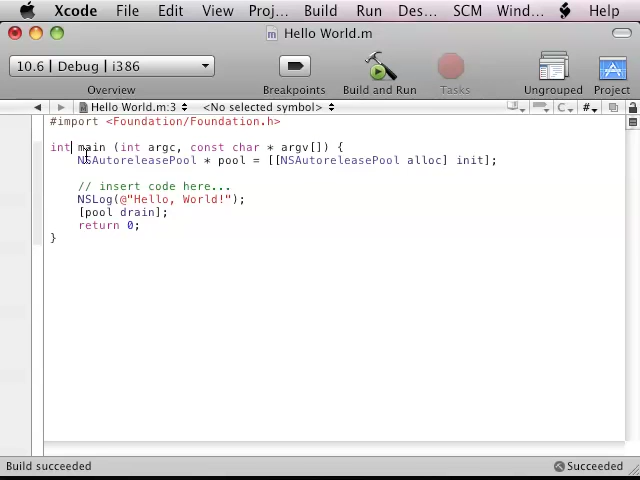 Xcode File Edit View Proj... Build Run Des... SCM Wind... Help
Hello World.m
10.6 | Debug | i386
Overview Breakpoints Build and Run Tasks Ungrouped Project
Hello World.m:3 <No selected symbol> C #
#import <Foundation/Foundation.h>
int main (int argc, const char * argv[]) {
NSAutoreleasePool * pool = [[NSAutoreleasePool alloc] init];
// insert code here...
NSLog(@"Hello, World!");
[pool drain];
return 0;
}
Build succeeded Succeeded